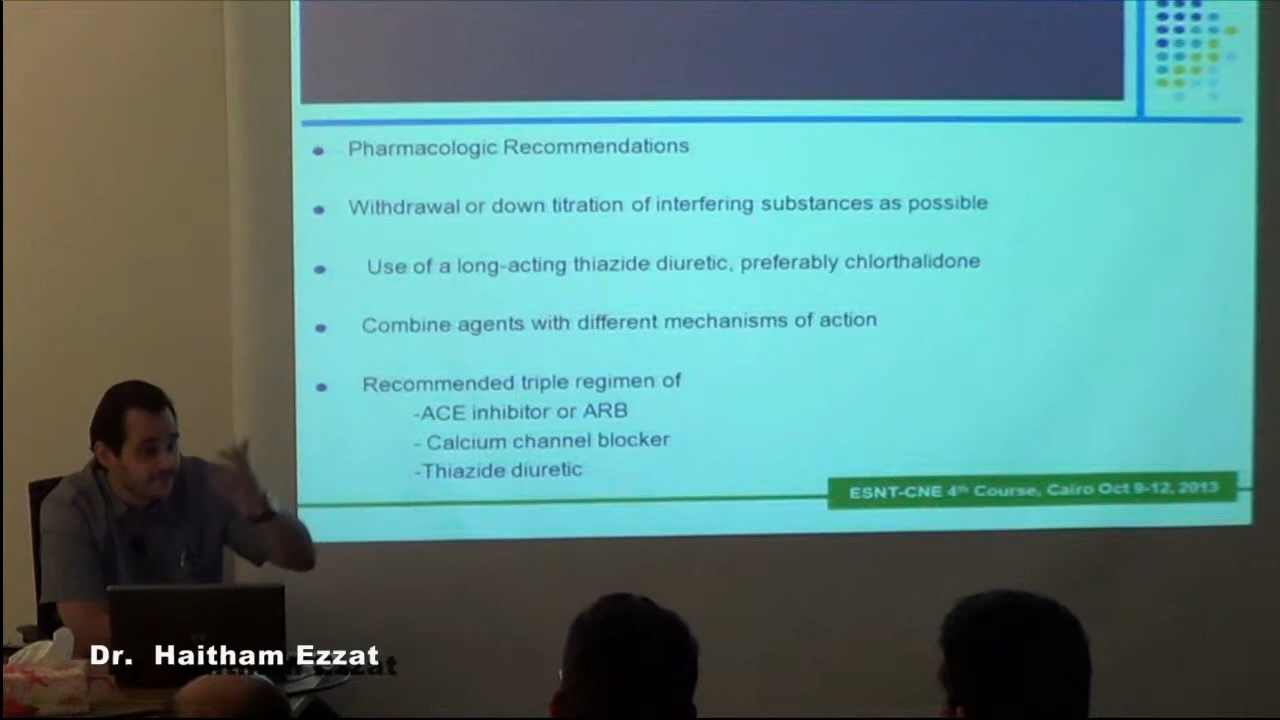 Pharmacologic Recommendations
Withdrawal or down titration of interfering substances as possible
Use of a long-acting thiazide diuretic, preferably chlorthalidone
Combine agents with different mechanisms of action
Recommended triple regimen of
-ACE inhibitor or ARB
- Calcium channel blocker
-Thiazide diuretic
ESNT-CNE 4th Course, Cairo Oct 9-12, 2013
Dr. Haitham Ezzat